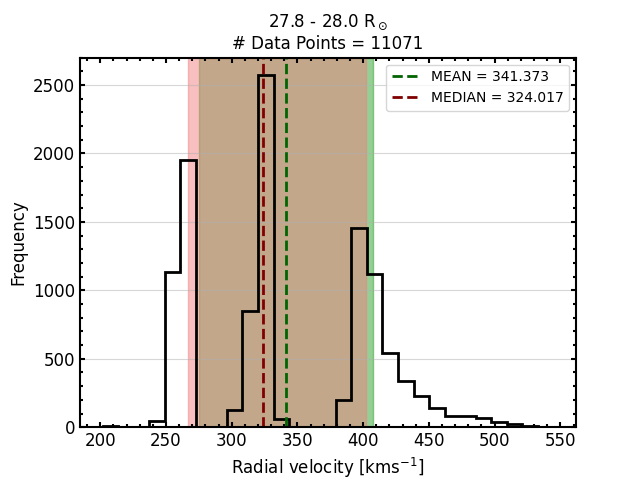 27.8 - 28.0 R⊙
# Data Points = 11071
MEAN = 341.373
MEDIAN = 324.017
Frequency
2500
2000
1500
1000
500
0
200 250 300 350 400 450 500 550
Radial velocity [kms⁻¹]